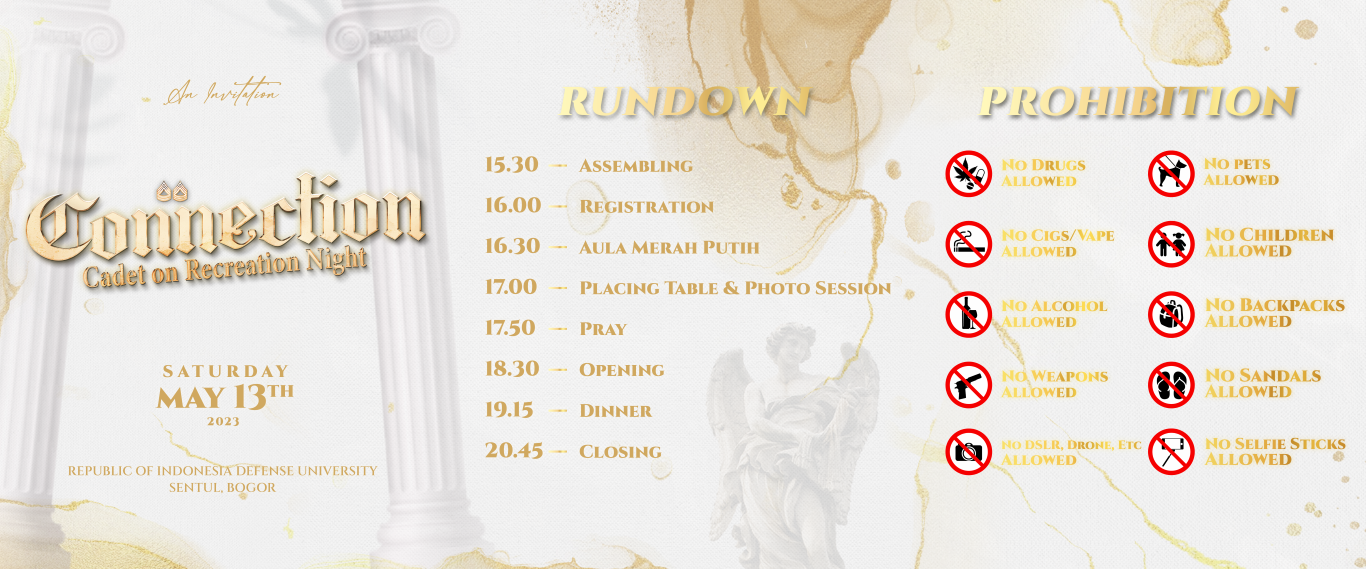 An Invitation
Connection
Cadet on Recreation Night
SATURDAY
MAY 13TH
2023
REPUBLIC OF INDONESIA DEFENSE UNIVERSITY
SENTUL, BOGOR
RUNDOWN
15.30 — ASSEMBLING
16.00 — REGISTRATION
16.30 — AULA MERAH PUTIH
17.00 — PLACING TABLE & PHOTO SESSION
17.50 — PRAY
18.30 — OPENING
19.15 — DINNER
20.45 — CLOSING
PROHIBITION
NO DRUGS
ALLOWED
NO PETS
ALLOWED
NO CIGS/VAPE
ALLOWED
NO CHILDREN
ALLOWED
NO ALCOHOL
ALLOWED
NO BACKPACKS
ALLOWED
NO WEAPONS
ALLOWED
NO SANDALS
ALLOWED
NO DSLR, DRONE, ETC
ALLOWED
NO SELFIE STICKS
ALLOWED